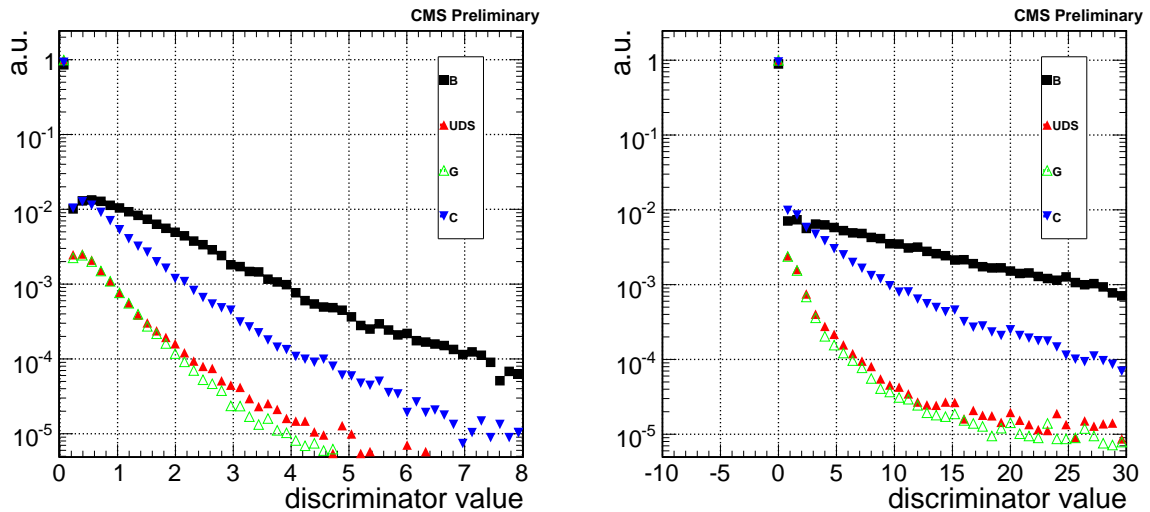 CMS Preliminary
a.u.
1
10⁻¹
10⁻²
10⁻³
10⁻⁴
10⁻⁵
B
UDS
G
C
0 1 2 3 4 5 6 7 8
discriminator value
CMS Preliminary
a.u.
1
10⁻¹
10⁻²
10⁻³
10⁻⁴
10⁻⁵
B
UDS
G
C
-10 -5 0 5 10 15 20 25 30
discriminator value